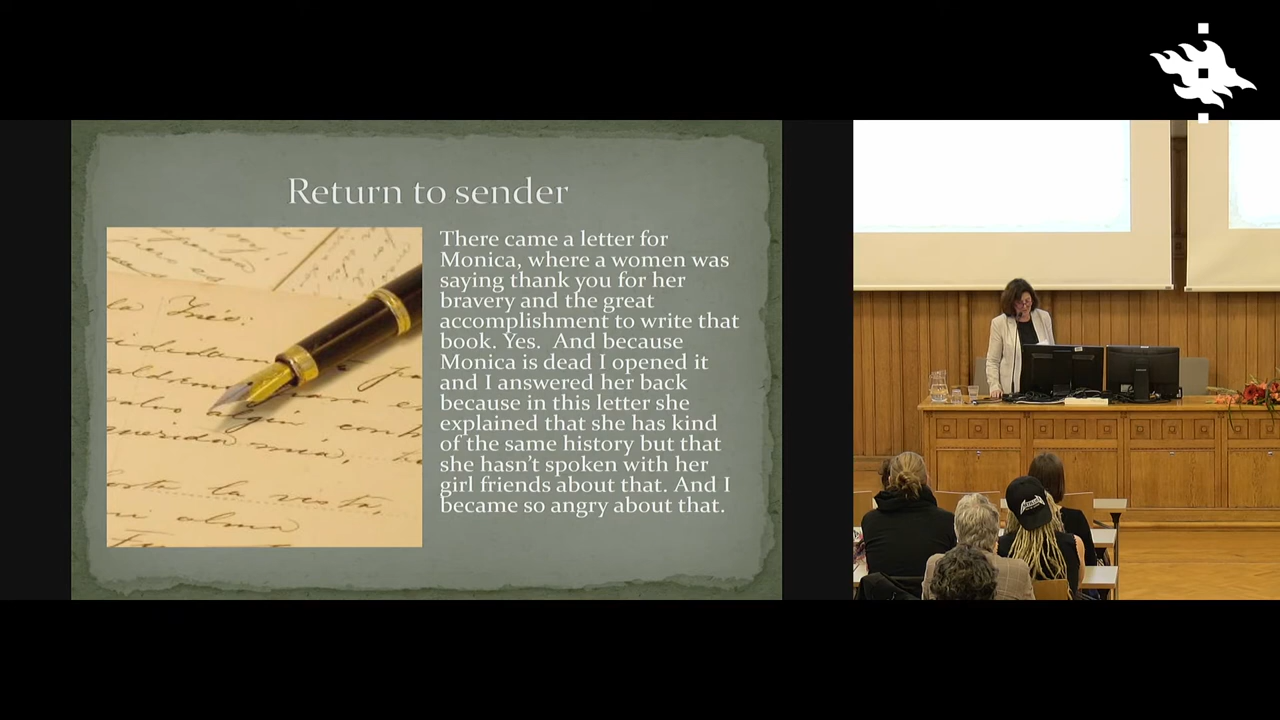 Return to sender
There came a letter for
Monica, where a women was
saying thank you for her
bravery and the great
accomplishment to write that
book. Yes.  And because
Monica is dead I opened it
and I answered her back
because in this letter she
explained that she has kind
of the same history but that
she hasn't spoken with her
girl friends about that. And I
became so angry about that.